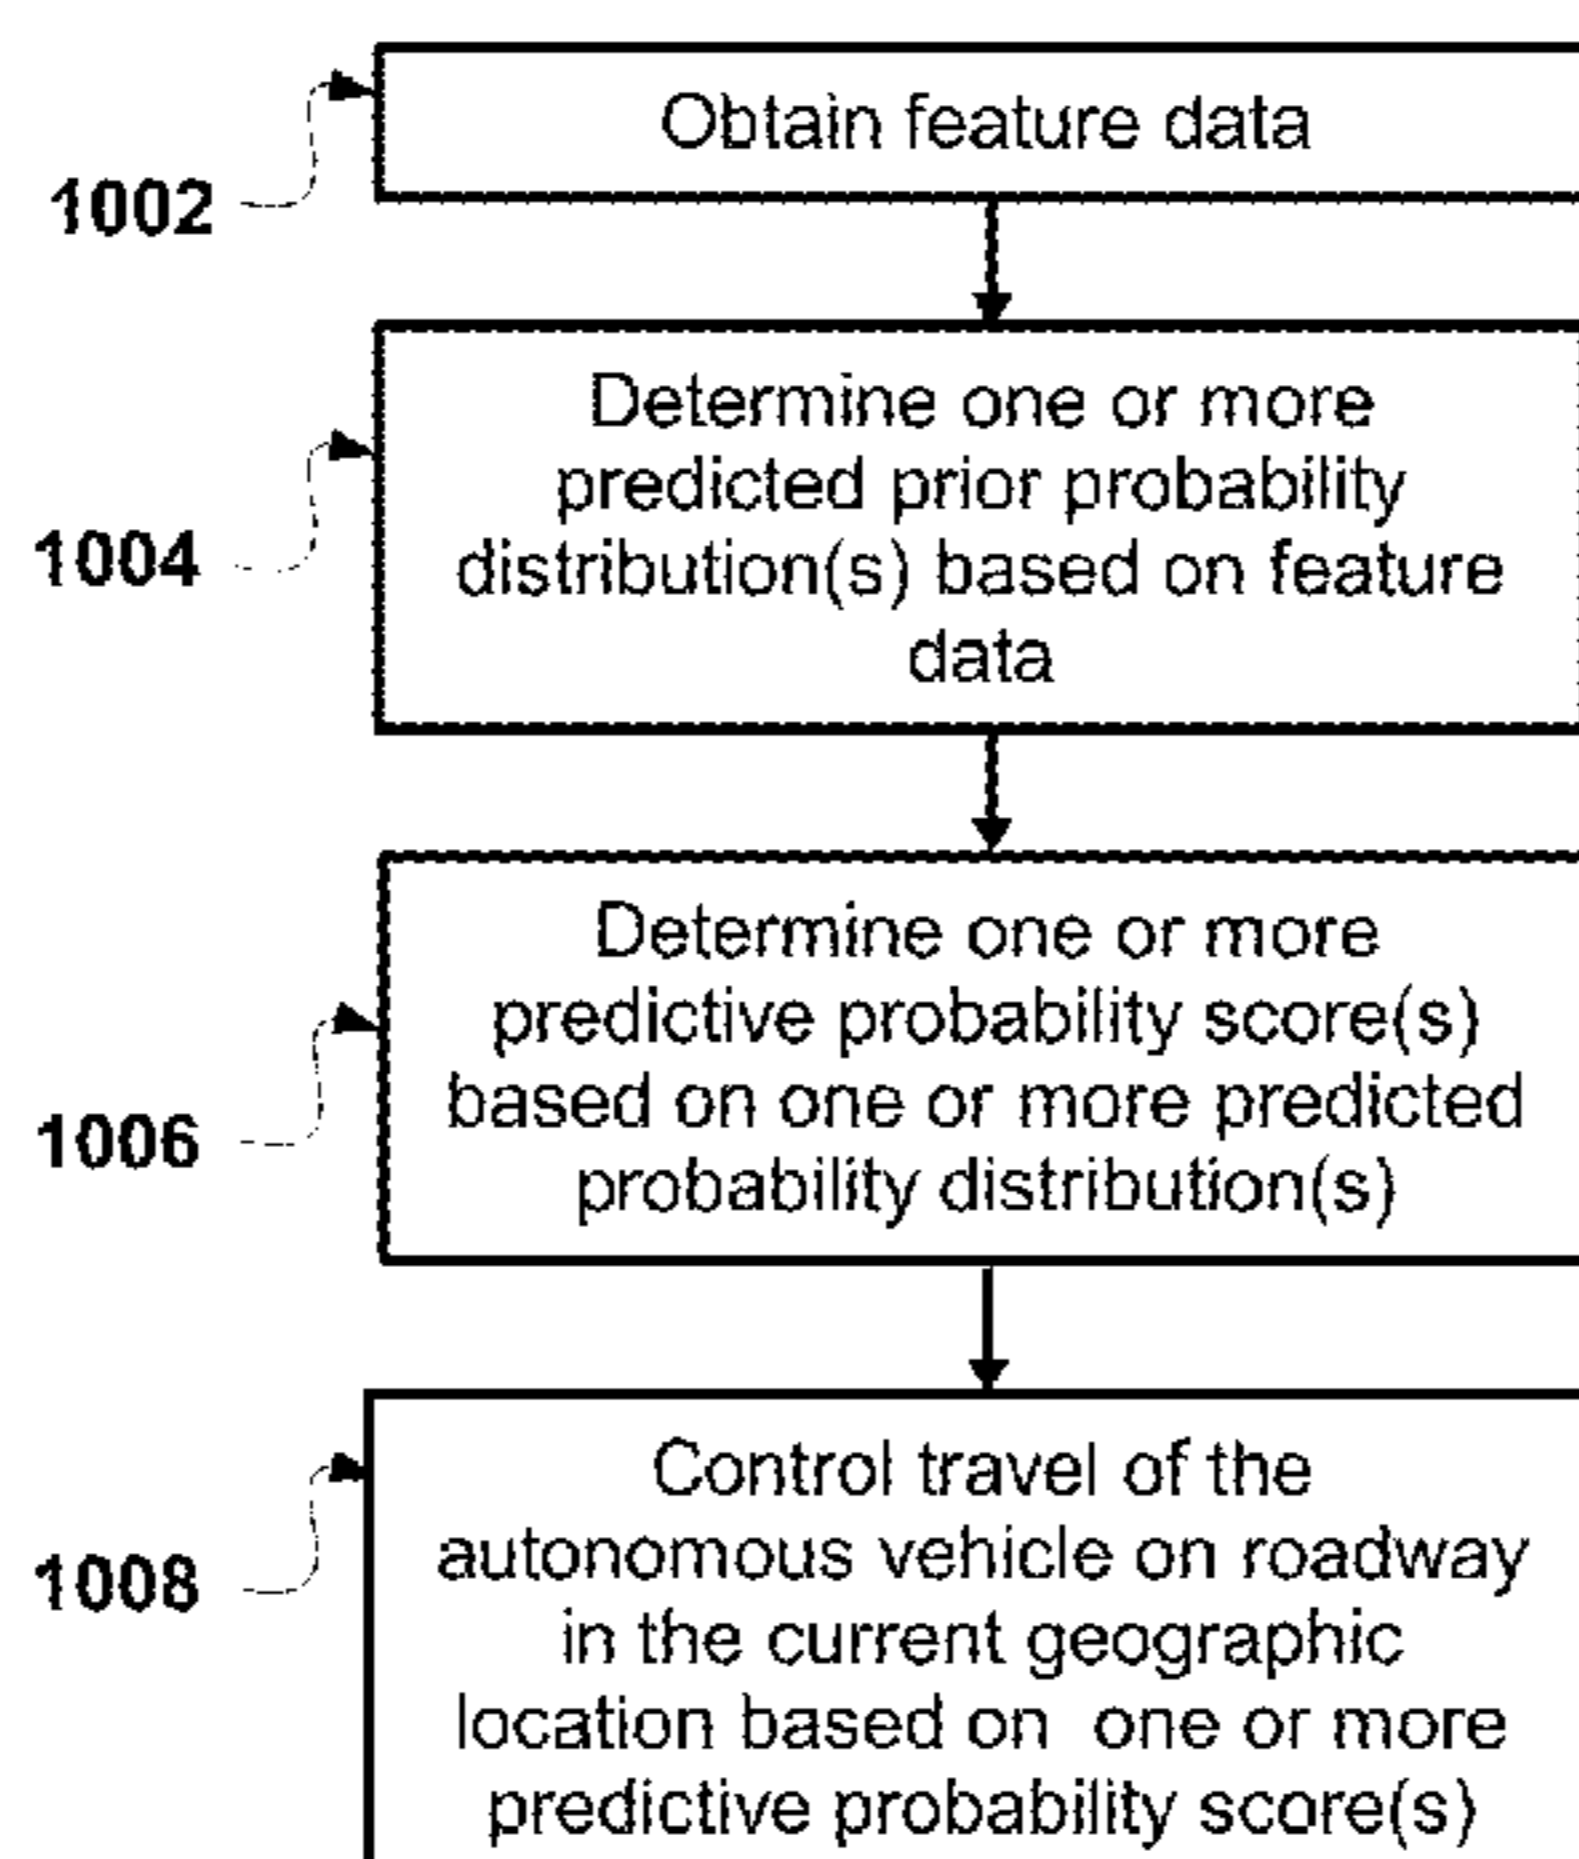 1002
Obtain feature data
1004
Determine one or more
predicted prior probability
distribution(s) based on feature
data
1006
Determine one or more
predictive probability score(s)
based on one or more predicted
probability distribution(s)
1008
Control travel of the
autonomous vehicle on roadway
in the current geographic
location based on one or more
predictive probability score(s)